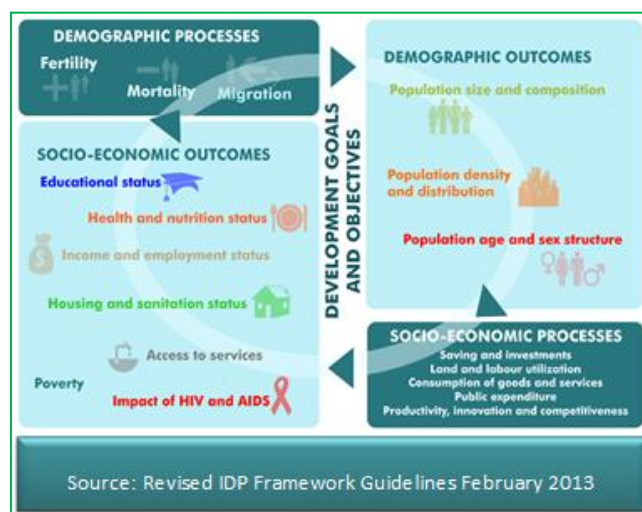 DEMOGRAPHIC PROCESSES
Fertility
Mortality
Migration
SOCIO-ECONOMIC OUTCOMES
Educational status
Health and nutrition status
Income and employment status
Housing and sanitation status
Access to services
Poverty
Impact of HIV and AIDS
DEVELOPMENT GOALS
AND OBJECTIVES
DEMOGRAPHIC OUTCOMES
Population size and composition
Population density
and distribution
Population age and sex structure
SOCIO-ECONOMIC PROCESSES
Saving and investments
Land and labour utilization
Consumption of goods and services
Public expenditure
Productivity, innovation and competitiveness
Source: Revised IDP Framework Guidelines February 2013